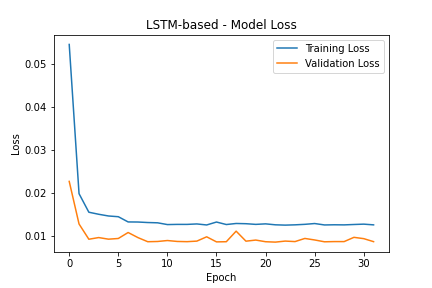 LSTM-based - Model Loss
Training Loss
Validation Loss
0.05
0.04
0.03
0.02
0.01
Loss
0 5 10 15 20 25 30
Epoch